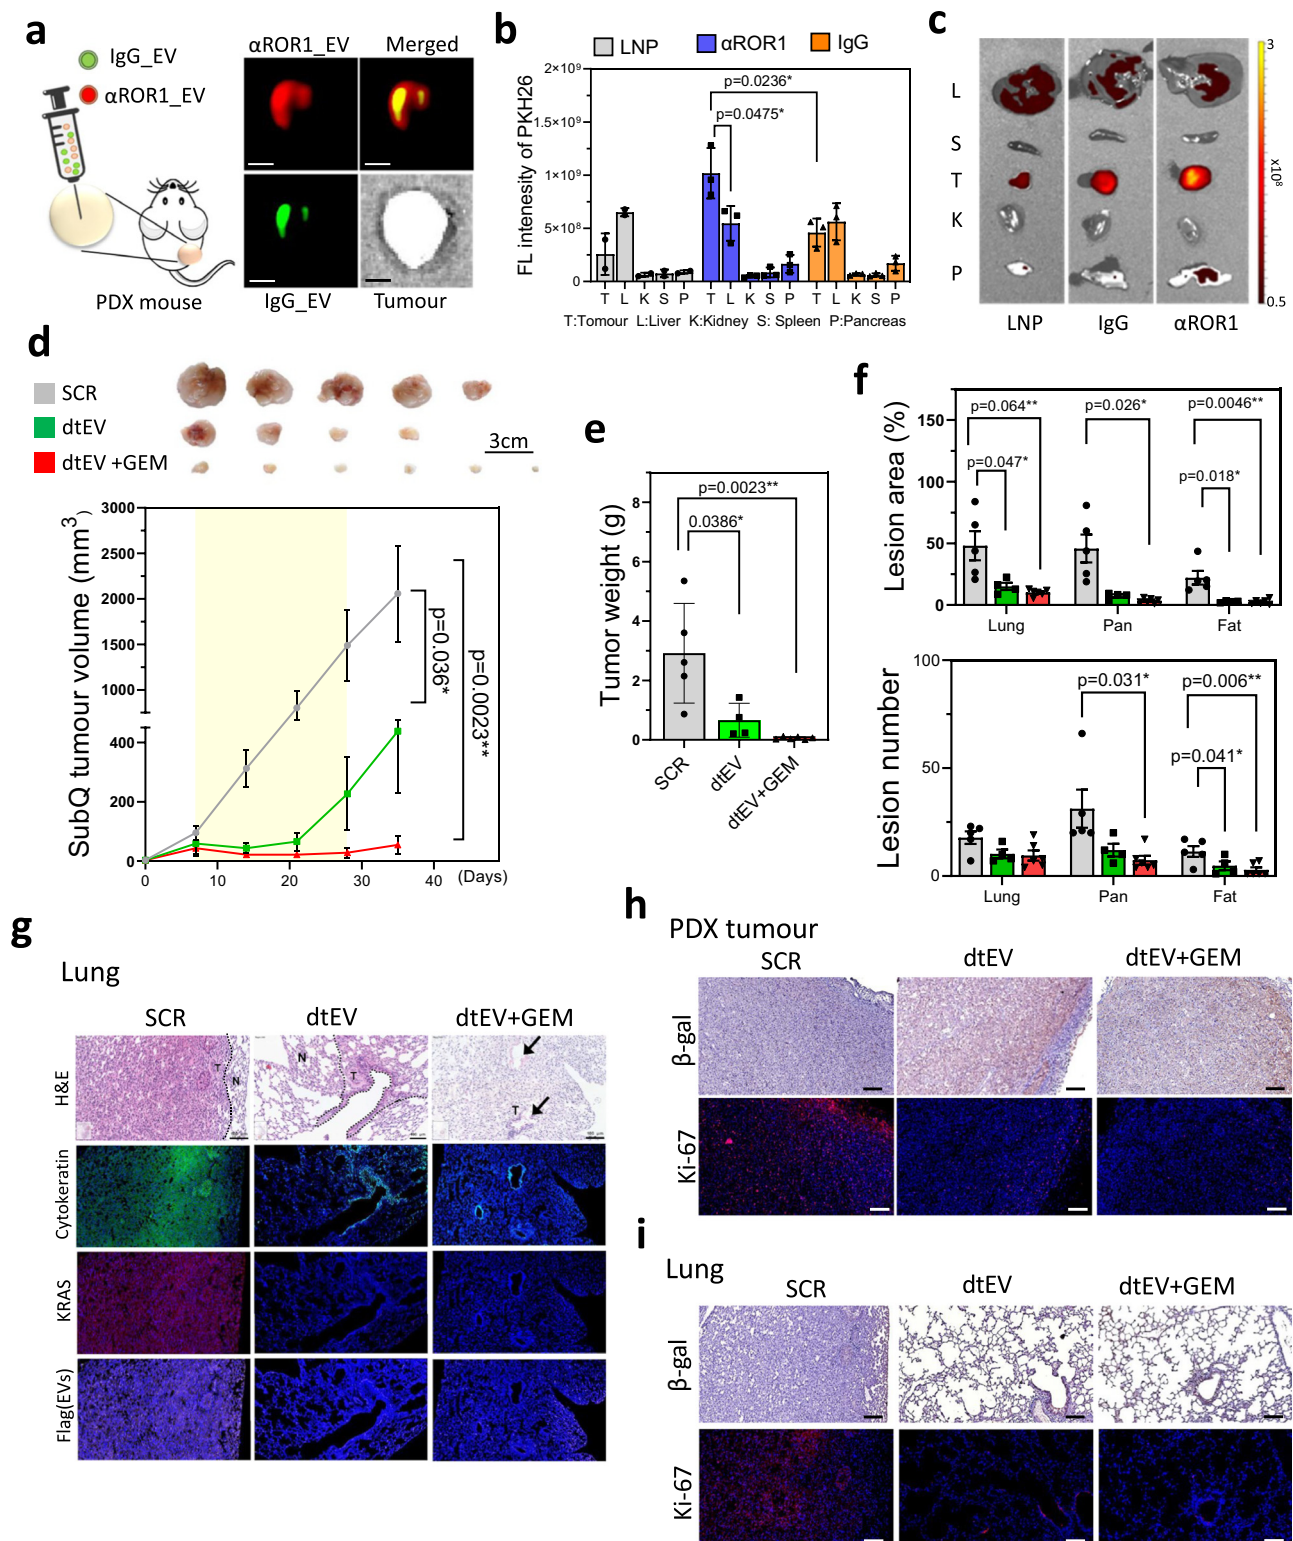 a
IgG_EV
αROR1_EV
PDX mouse
αROR1_EV
Merged
IgG_EV
Tumour
b
LNP
αROR1
IgG
FL intenesity of PKH26
2×10⁹
1.5×10⁹
1×10⁹
5×10⁸
0
p=0.0236*
p=0.0475*
T L K S P T L K S P T L K S P
T:Tomour L:Liver K:Kidney S: Spleen P:Pancreas
c
L
S
T
K
P
LNP
IgG
αROR1
3
x10⁸
0.5
d
SCR
dtEV
dtEV +GEM
3cm
SubQ tumour volume (mm³)
3000
2500
2000
1500
1000
400
200
0
0 10 20 30 40 (Days)
p=0.036*
p=0.0023**
e
Tumor weight (g)
8
6
4
2
0
p=0.0023**
0.0386*
SCR
dtEV
dtEV+GEM
f
Lesion area (%)
150
100
50
0
p=0.064**
p=0.047*
p=0.026*
p=0.0046**
p=0.018*
Lung Pan Fat
Lesion number
100
50
0
p=0.031*
p=0.006**
p=0.041*
Lung Pan Fat
g
Lung
SCR dtEV dtEV+GEM
H&E
T
N
N
T
T
Cytokeratin
KRAS
Flag(EVs)
h
PDX tumour
SCR dtEV dtEV+GEM
β-gal
Ki-67
i
Lung
SCR dtEV dtEV+GEM
β-gal
Ki-67